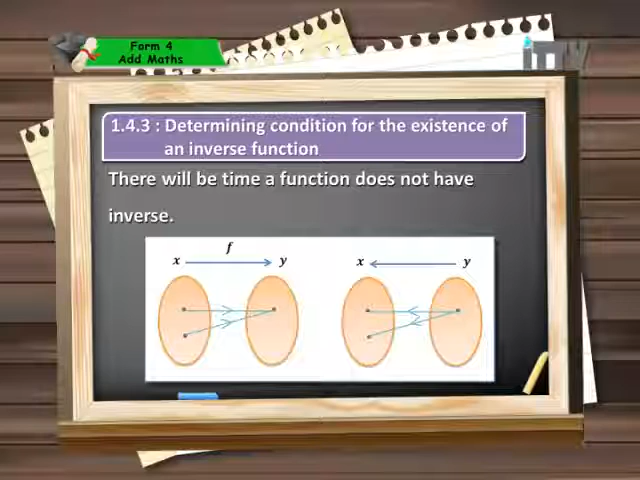 Form 4
Add Maths
1.4.3 : Determining condition for the existence of
an inverse function
There will be time a function does not have
inverse.
f
x y
x y